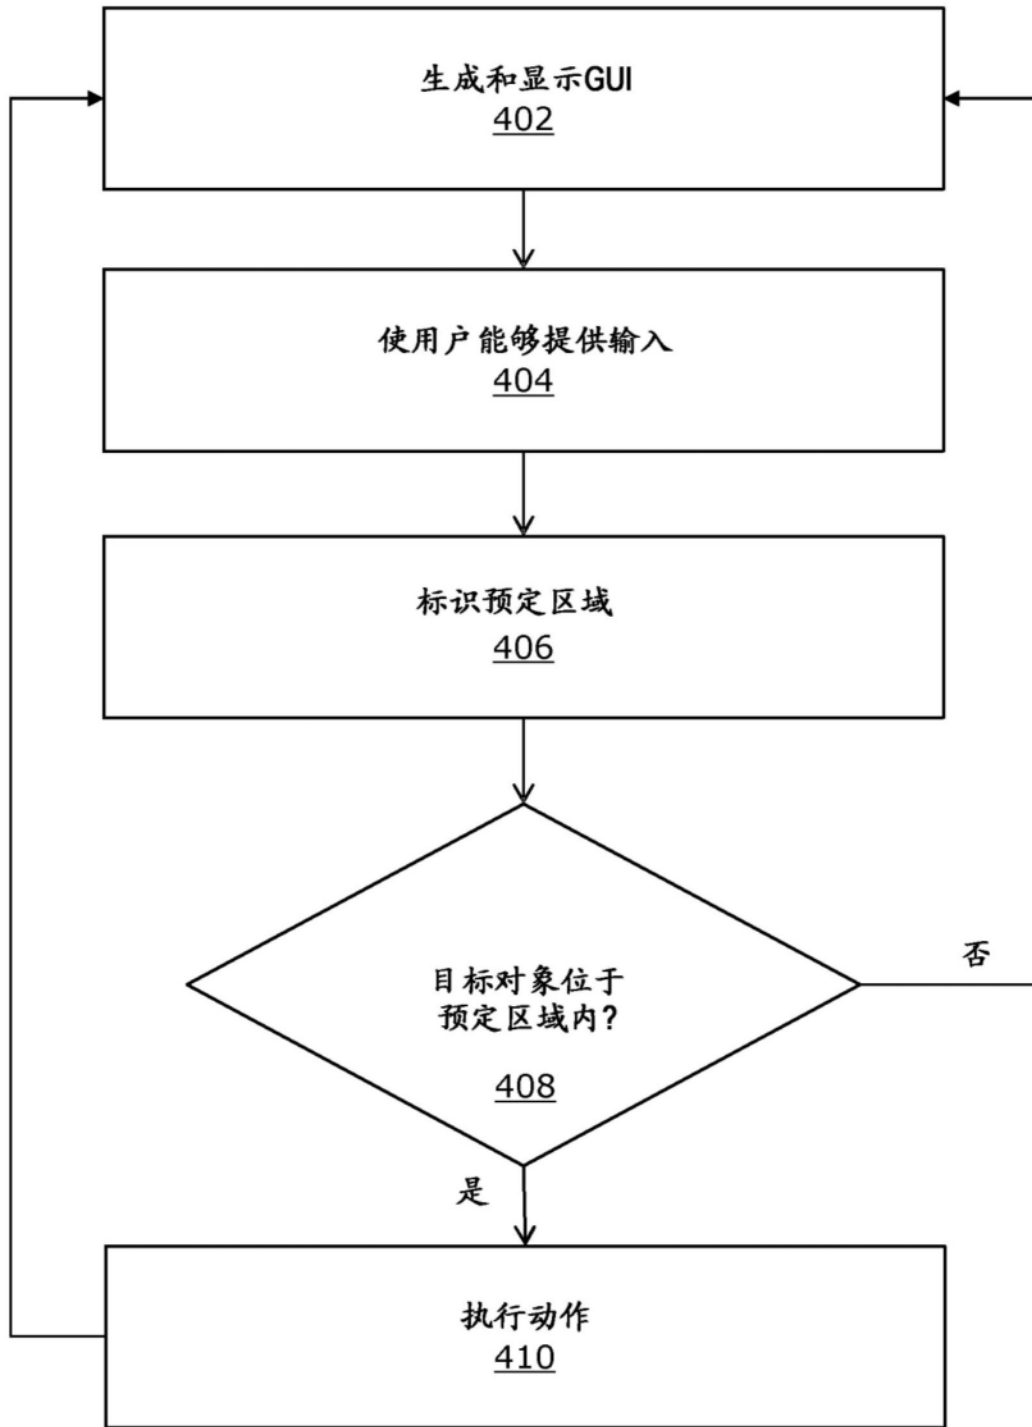 生成和显示GUI
402
使用户能够提供输入
404
标识预定区域
406
目标对象位于
预定区域内?
408
否
是
执行动作
410